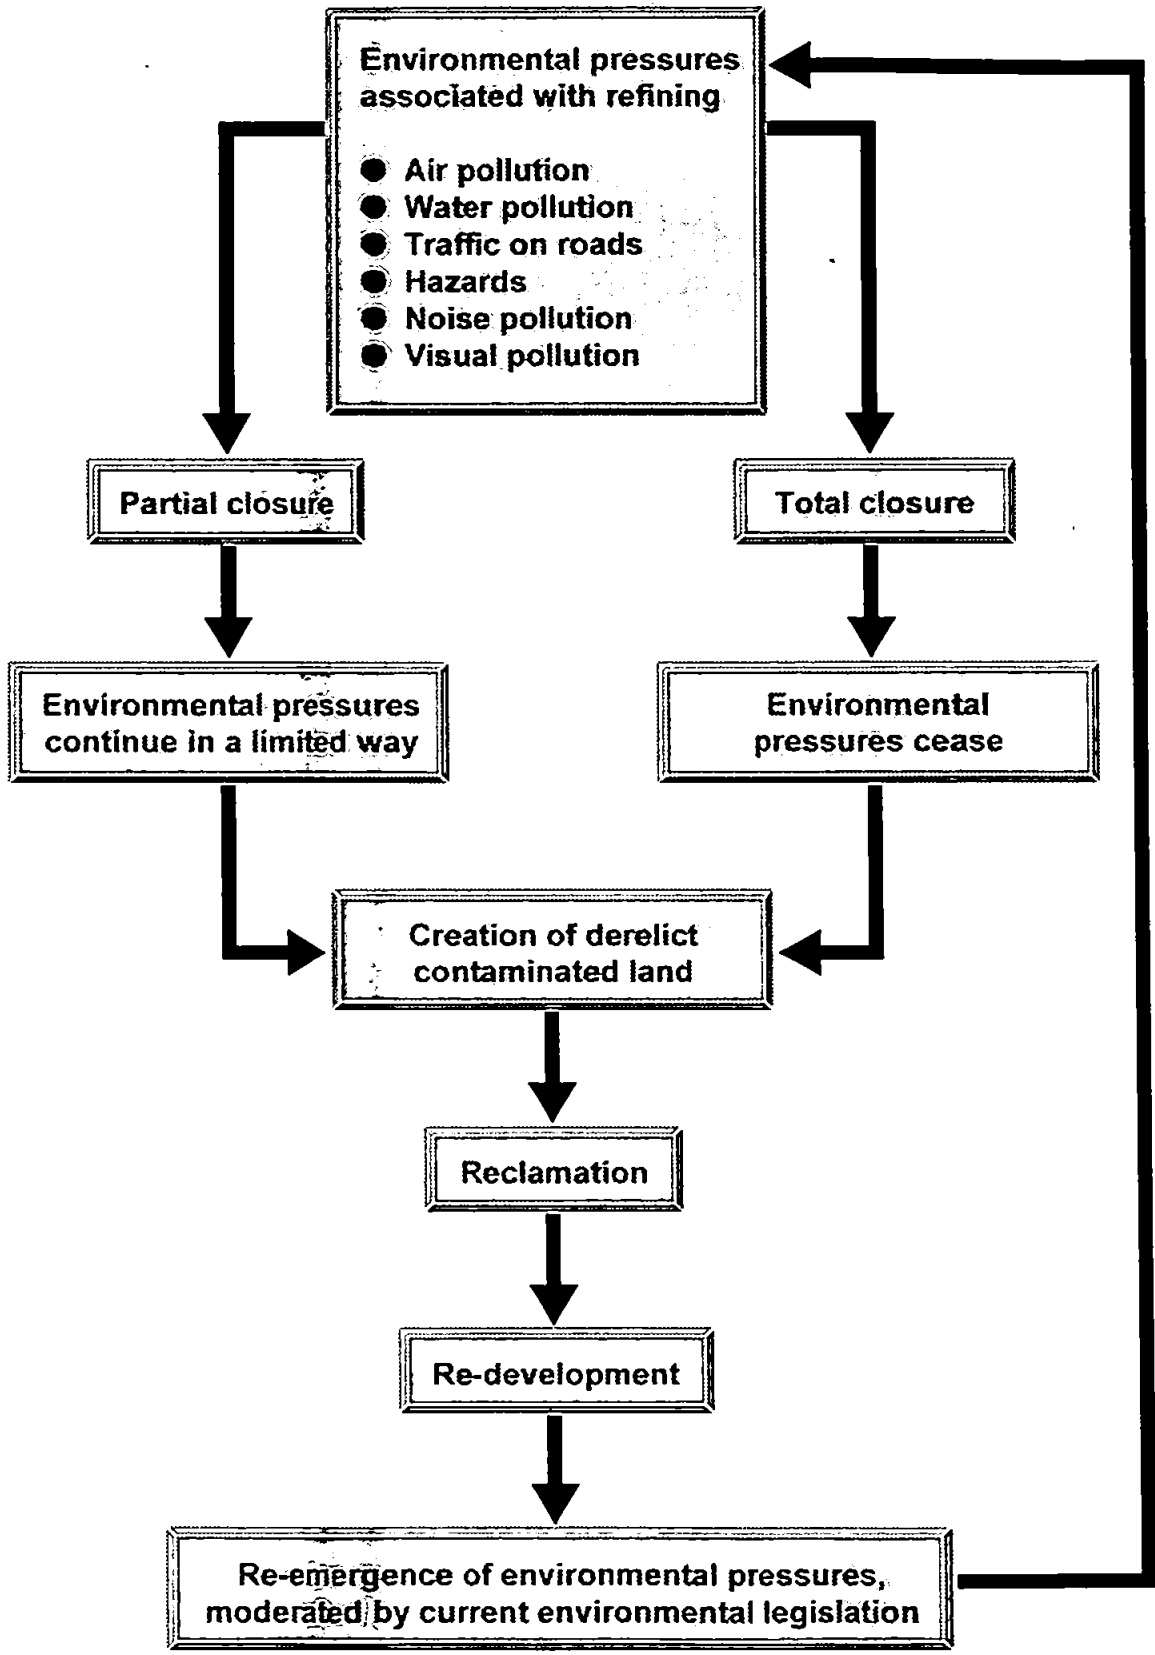 Environmental pressures
associated with refining
● Air pollution
● Water pollution
● Traffic on roads
● Hazards
● Noise pollution
● Visual pollution
Partial closure
Total closure
Environmental pressures
continue in a limited way
Environmental
pressures cease
Creation of derelict
contaminated land
Reclamation
Re-development
Re-emergence of environmental pressures,
moderated by current environmental legislation